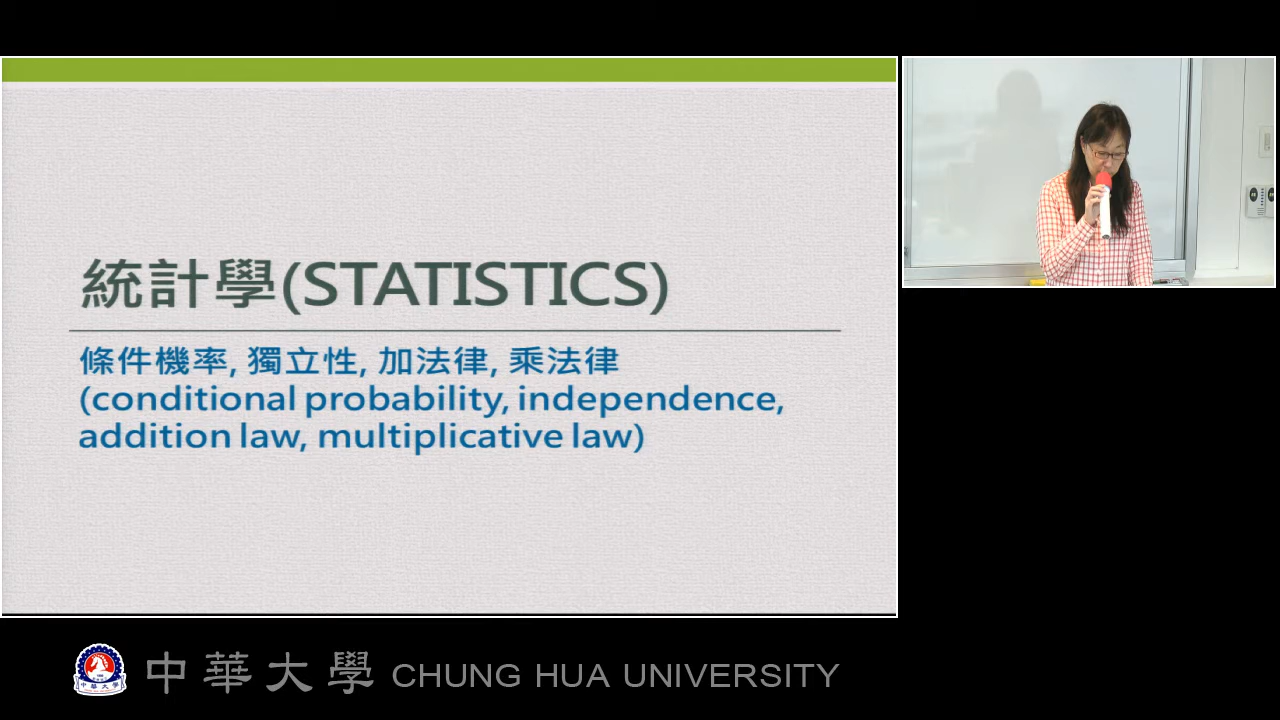 統計學(STATISTICS)
條件機率, 獨立性, 加法律, 乘法律
(conditional probability, independence,
addition law, multiplicative law)
中華大學 CHUNG HUA UNIVERSITY